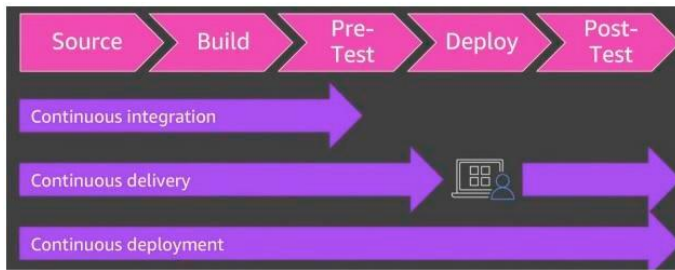 Source
Build
Pre-
Test
Deploy
Post-
Test
Continuous integration
Continuous delivery
Continuous deployment